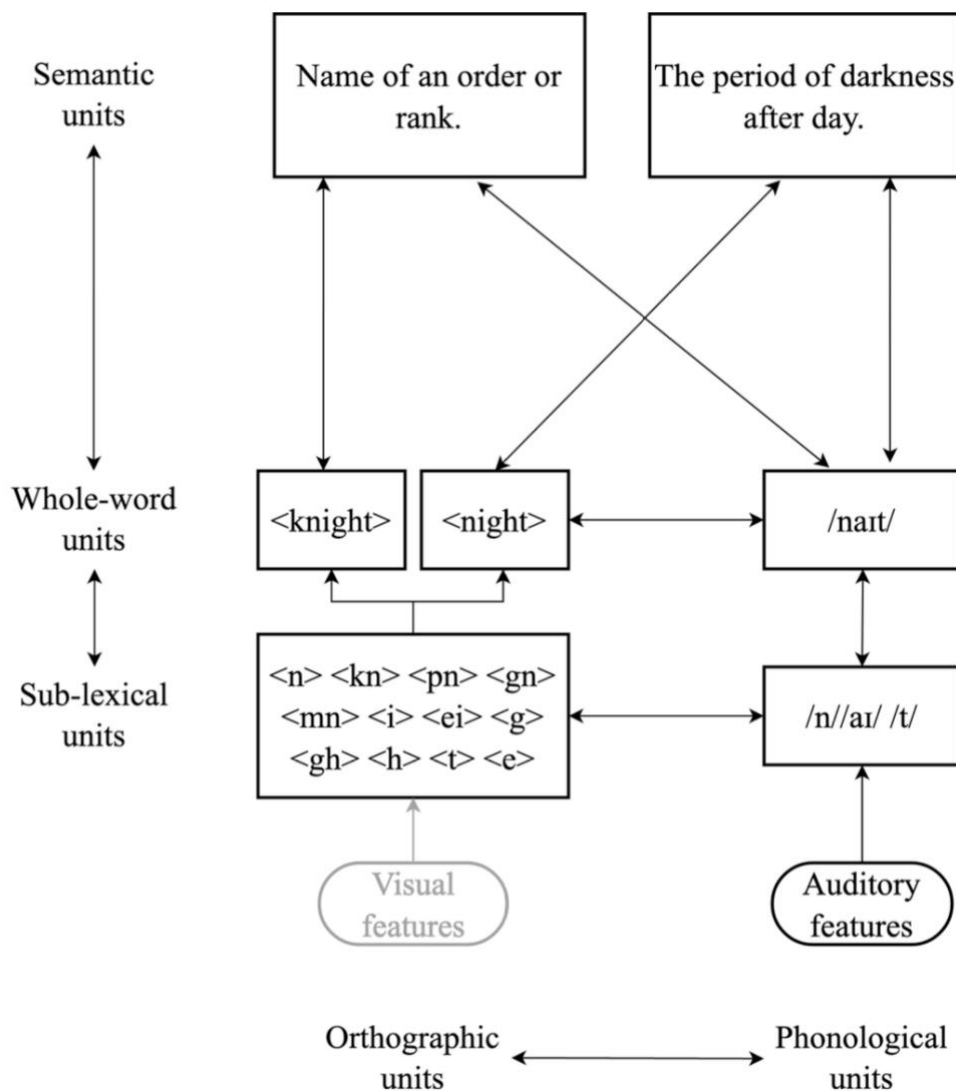 Semantic
units
Name of an order or
rank.
The period of darkness
after day.
Whole-word
units
<knight>
<night>
/naɪt/
Sub-lexical
units
<n> <kn> <pn> <gn>
<mn> <i> <ei> <g>
<gh> <h> <t> <e>
/n//aɪ/ /t/
Visual
features
Auditory
features
Orthographic
units
Phonological
units